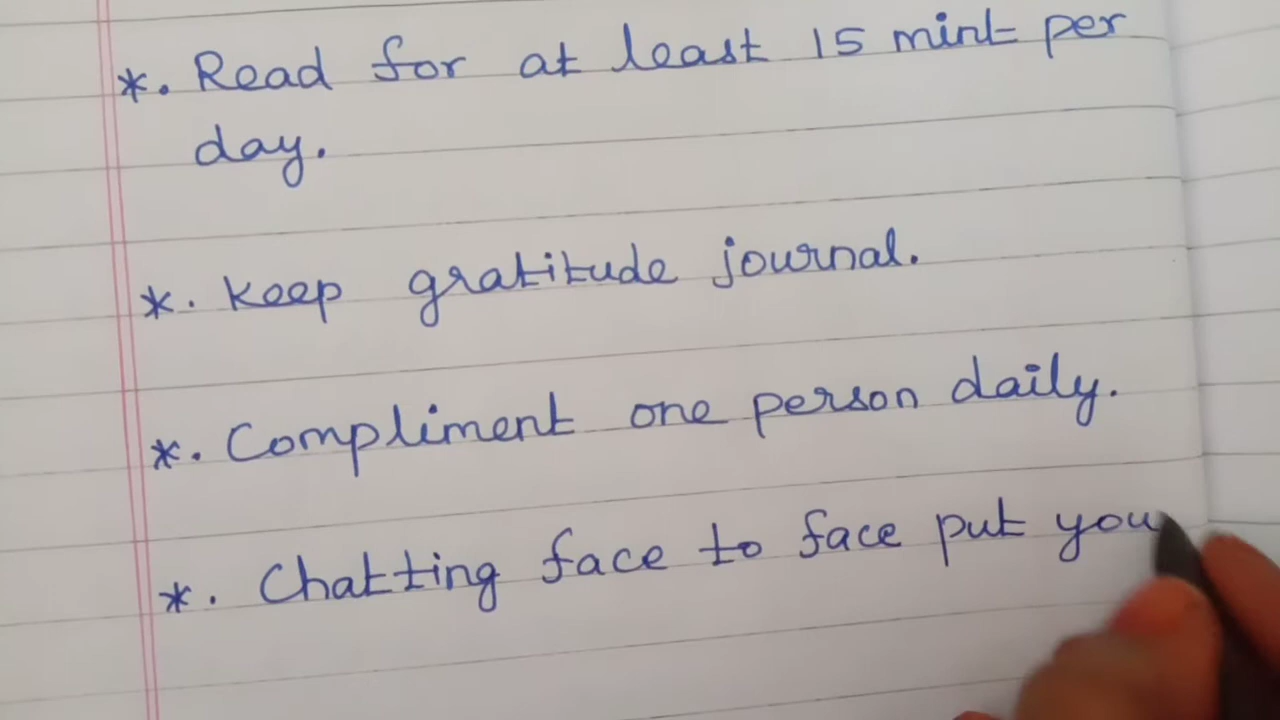 *. Read for at least 15 mint per
day.
*. Keep gratitude journal.
*. Compliment one person daily.
*. Chatting face to face put you